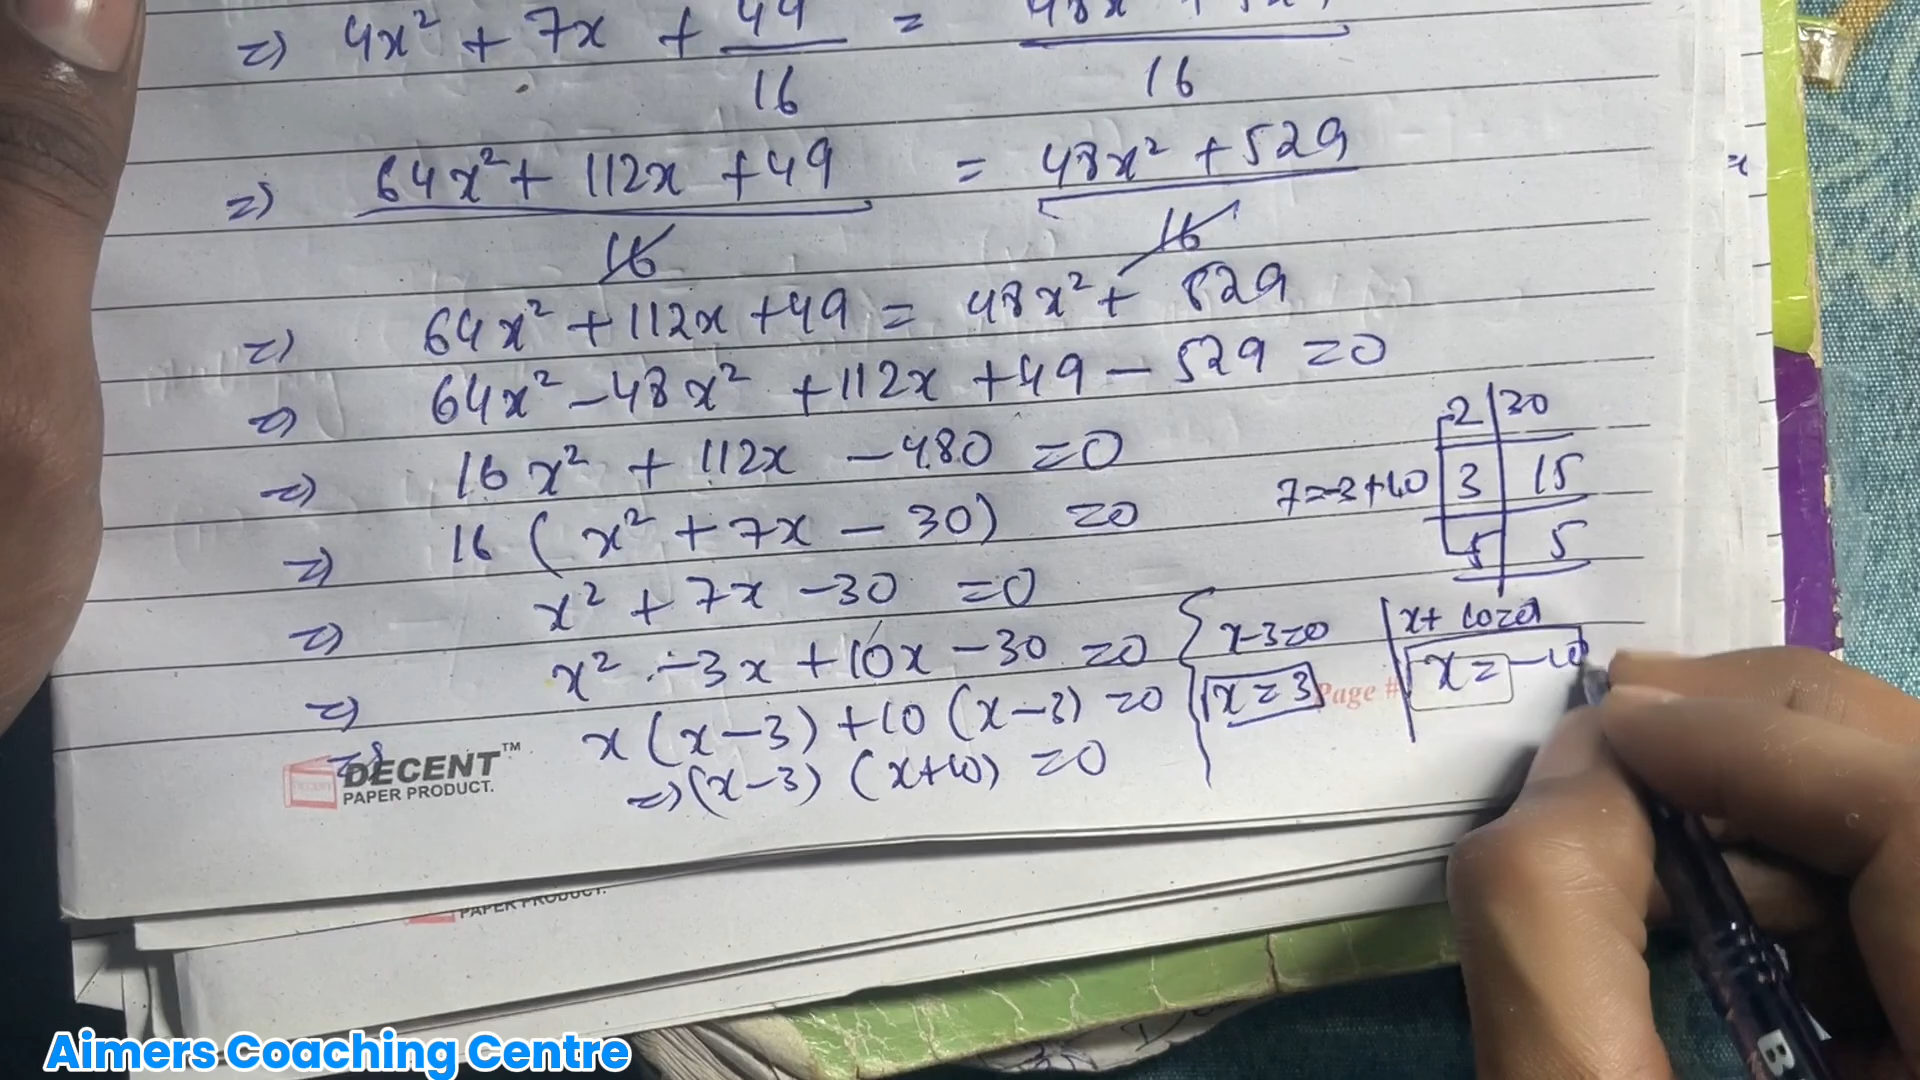 =) 4x² + 7x + 49 =
16 16
=) 64x² + 112x + 49 = 48x² + 529
16 16
=) 64x² + 112x + 49 = 48x² + 529
=) 64x² - 48x² + 112x + 49 - 529 = 0
=) 16x² + 112x - 480 = 0
=) 16 (x² + 7x - 30) = 0
=) x² + 7x - 30 = 0
=) x² - 3x + 10x - 30 = 0
x (x-3) + 10 (x-3) = 0
=) (x-3) (x+10) = 0
2 | 30
7 = -3 + 10 3 | 15
5 | 5
x-3=0
x=3
x+10=0
x=-10
Page #
DECENT™
PAPER PRODUCT.
PAPER PRODUCT.
Aimers Coaching Centre
B